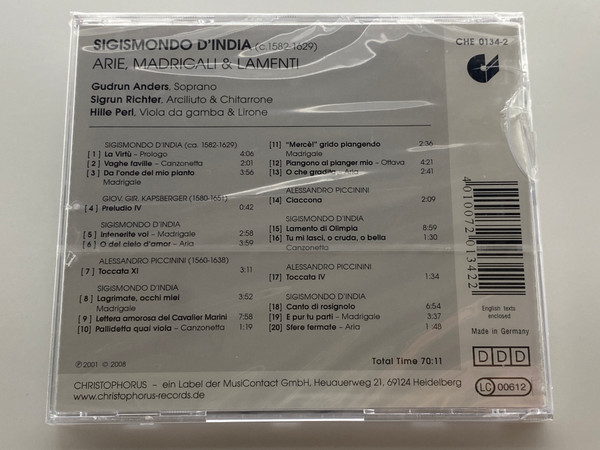 SIGISMONDO D'INDIA (c.1582-1629)
ARIE, MADRICALI & LAMENTI
CHE 0134-2
Gudrun Anders, Soprano
Sigrun Richter, Arciliuto & Chitarrone
Hille Perl, Viola da gamba & Lirone
SIGISMONDO D'INDIA (ca. 1582-1629)
[ 1 ] La Virtù – Prologo 4:06
[ 2 ] Vaghe faville – Canzonetta 2:01
[ 3 ] Da l'onde del mio pianto 3:56
Madrigale
GIOV. GIR. KAPSBERGER (1580-1651)
[ 4 ] Preludio IV 0:42
SIGISMONDO D'INDIA
[ 5 ] Intenerite voi – Madrigale 2:58
[ 6 ] O del cielo d'amor – Aria 3:59
ALESSANDRO PICCININI (1560-1638)
[ 7 ] Toccata XI 3:11
SIGISMONDO D'INDIA
[ 8 ] Lagrimate, occhi miei 3:52
Madrigale
[ 9 ] Lettera amorosa del Cavalier Marini 7:58
[10] Pallidetta quai viola – Canzonetta 1:19
[11] "Mercè!" grido piangendo 2:36
Madrigale
[12] Piangono al pianger mio – Ottava 4:21
[13] O che gradita – Aria 2:41
ALESSANDRO PICCININI
[14] Ciaccona 2:09
SIGISMONDO D'INDIA
[15] Lamento di Olimpia 8:59
[16] Tu mi lasci, o cruda, o bella 1:30
Canzonetta
ALESSANDRO PICCININI
[17] Toccata IV 1:34
SIGISMONDO D'INDIA
[18] Canto di rosignolo 6:54
[19] E pur tu parti – Madrigale 3:37
[20] Sfere fermate – Aria 1:48
4010072013422
English texts
enclosed
Made in Germany
DDD
LC 00612
℗ 2001 © 2008
Total Time 70:11
CHRISTOPHORUS – ein Label der MusiContact GmbH, Heuauerweg 21, 69124 Heidelberg
www.christophorus-records.de